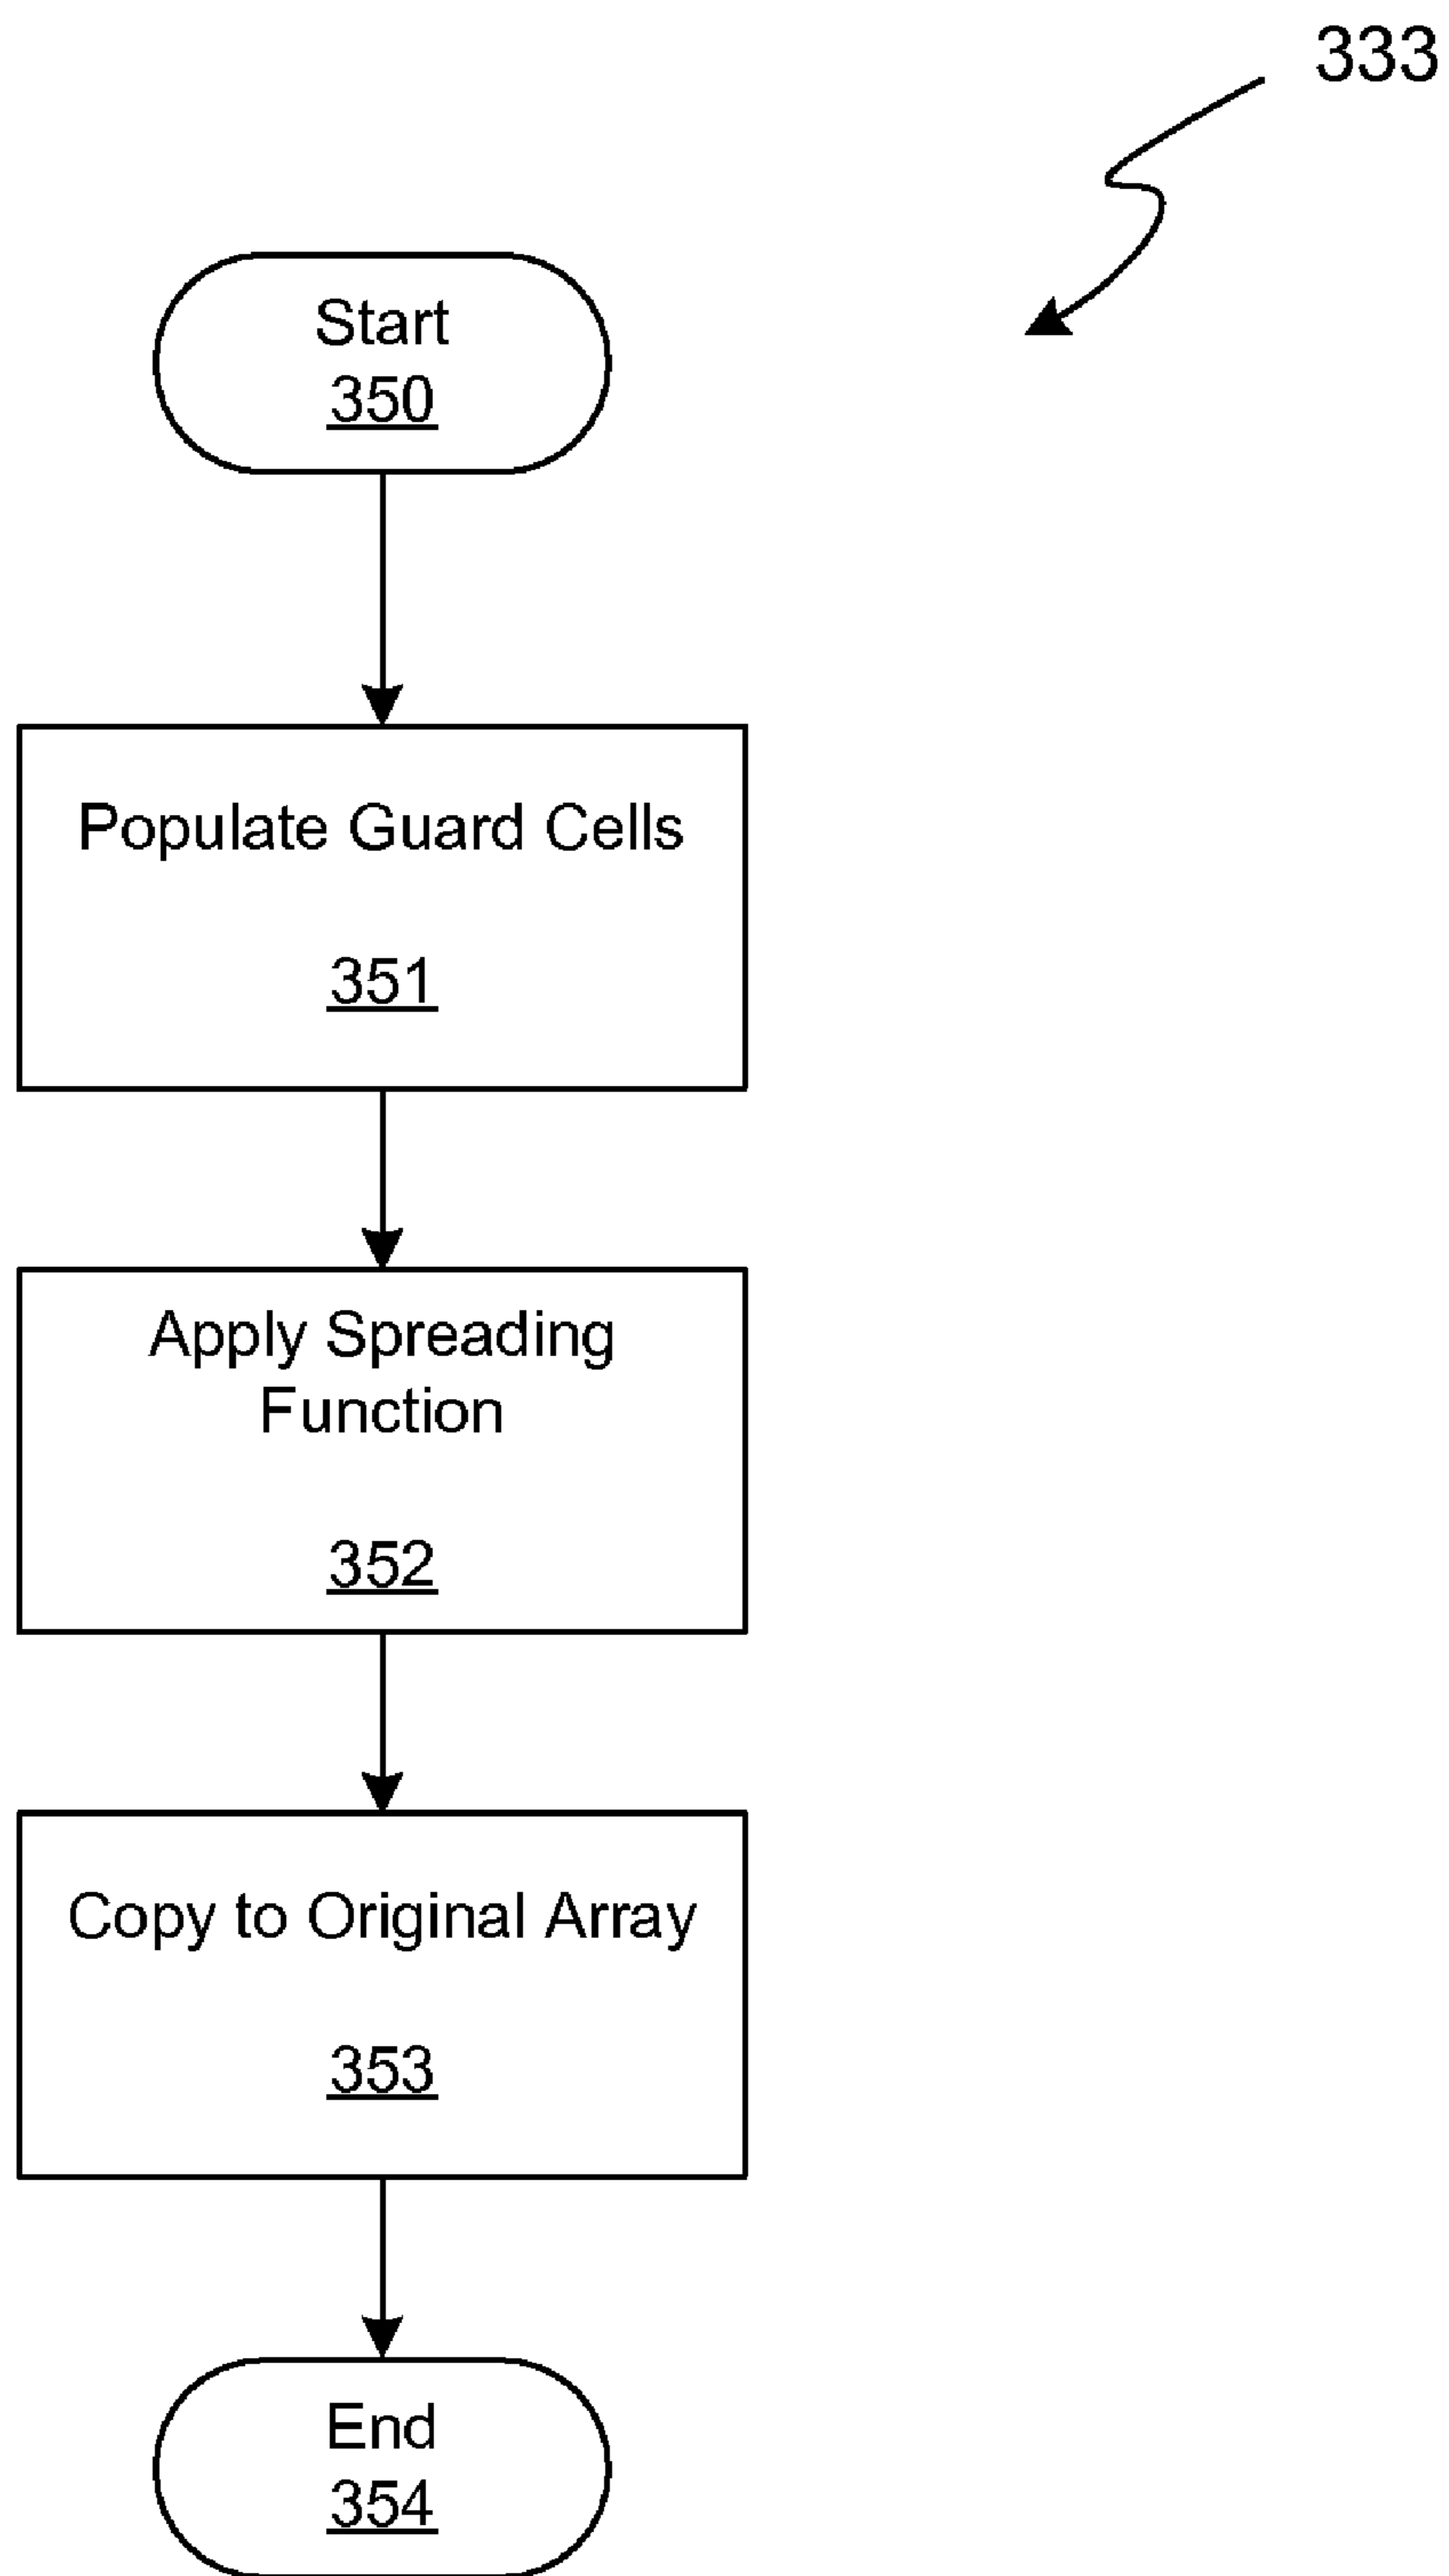 333
Start
350
Populate Guard Cells
351
Apply Spreading
Function
352
Copy to Original Array
353
End
354